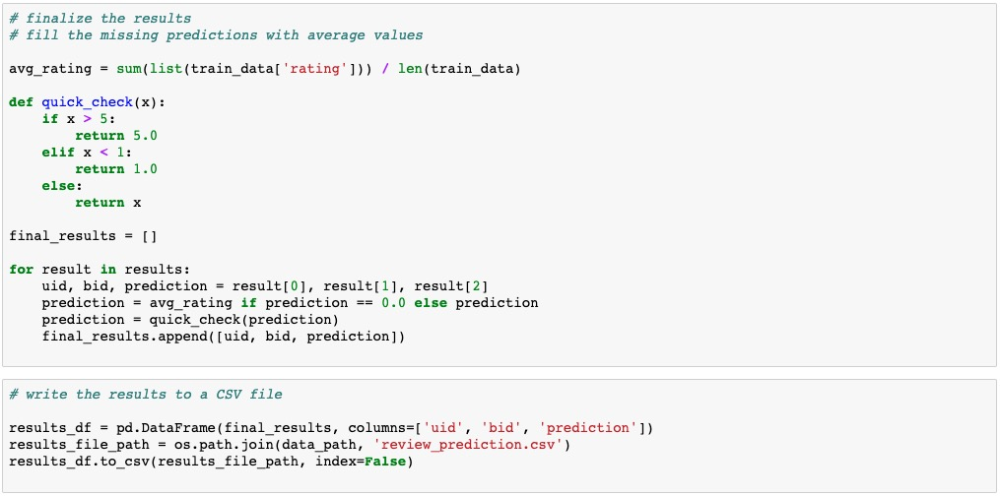 # finalize the results
# fill the missing predictions with average values
avg_rating = sum(list(train_data['rating'])) / len(train_data)
def quick_check(x):
    if x > 5:
        return 5.0
    elif x < 1:
        return 1.0
    else:
        return x
final_results = []
for result in results:
    uid, bid, prediction = result[0], result[1], result[2]
    prediction = avg_rating if prediction == 0.0 else prediction
    prediction = quick_check(prediction)
    final_results.append([uid, bid, prediction])
# write the results to a CSV file
results_df = pd.DataFrame(final_results, columns=['uid', 'bid', 'prediction'])
results_file_path = os.path.join(data_path, 'review_prediction.csv')
results_df.to_csv(results_file_path, index=False)